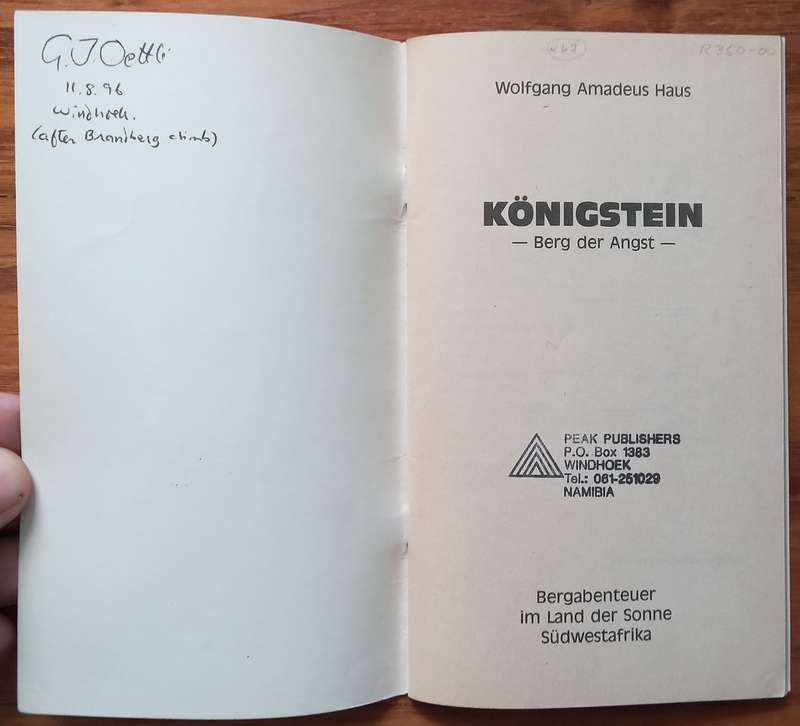 G.J. Oettli
11.8.96
Windhoek.
(after Brandberg climb)
R350-00
Wolfgang Amadeus Haus
KÖNIGSTEIN
— Berg der Angst —
PEAK PUBLISHERS
P.O. Box 1383
WINDHOEK
Tel.: 061-251029
NAMIBIA
Bergabenteuer
im Land der Sonne
Südwestafrika